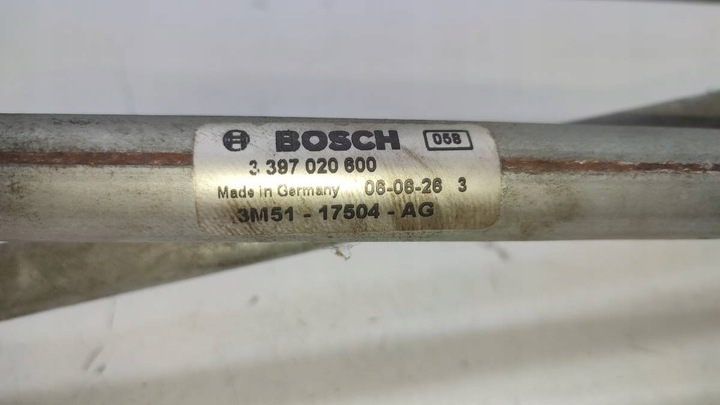 BOSCH 058
3 397 020 600
Made in Germany 06-06-26 3
3M51 - 17504 - AG